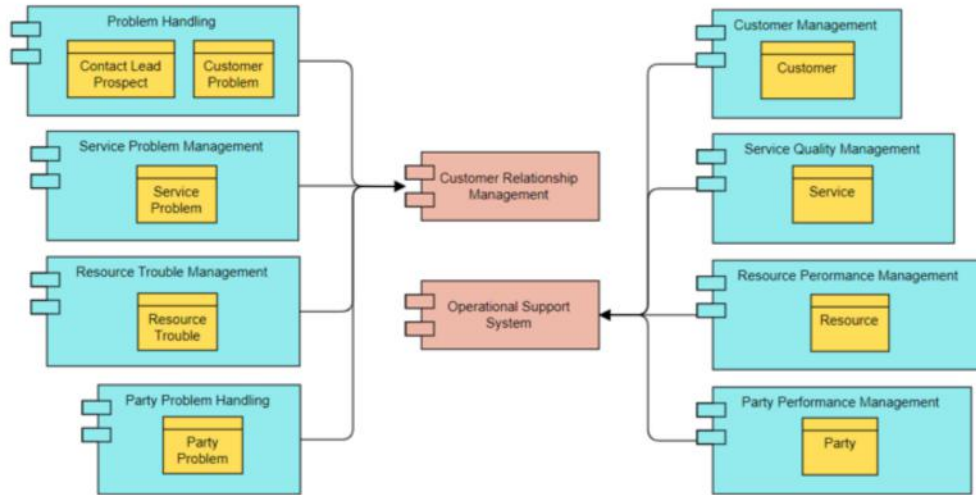 Problem Handling
Contact Lead
Prospect
Customer
Problem
Service Problem Management
Service
Problem
Resource Trouble Management
Resource
Trouble
Party Problem Handling
Party
Problem
Customer Relationship
Management
Operational Support
System
Customer Management
Customer
Service Quality Management
Service
Resource Perormance Management
Resource
Party Performance Management
Party